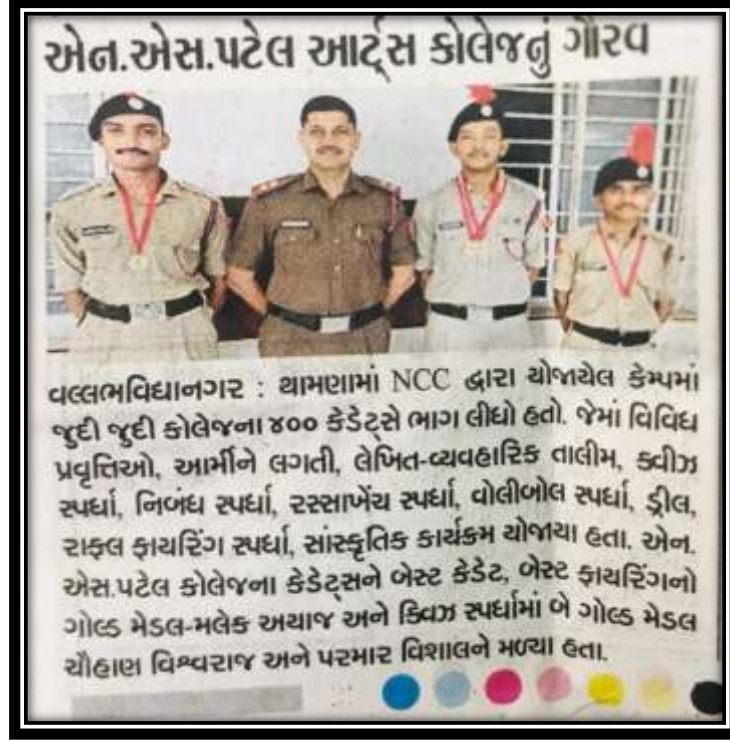 એન.એસ.પટેલ આર્ટ્સ કોલેજનું ગૌરવ
વલ્લભવિદ્યાનગર : થામણામાં NCC દ્વારા યોજાયેલ કેમ્પમાં
જુદી જુદી કોલેજના ૪૦૦ કેડેટ્સે ભાગ લીધો હતો. જેમાં વિવિધ
પ્રવૃત્તિઓ, આર્મીને લગતી, લેખિત-વ્યવહારિક તાલીમ, ક્વીઝ
સ્પર્ધા, નિબંધ સ્પર્ધા, રસ્સાખેંચ સ્પર્ધા, વોલીબોલ સ્પર્ધા, ડ્રીલ,
રાફલ ફાયરિંગ સ્પર્ધા, સાંસ્કૃતિક કાર્યક્રમ યોજાયા હતા. એન.
એસ.પટેલ કોલેજના કેડેટ્સને બેસ્ટ કેડેટ, બેસ્ટ ફાયરિંગનો
ગોલ્ડ મેડલ-મલેક અયાજ અને ક્વિઝ સ્પર્ધામાં બે ગોલ્ડ મેડલ
ચૌહાણ વિશ્વરાજ અને પરમાર વિશાલને મળ્યા હતા.